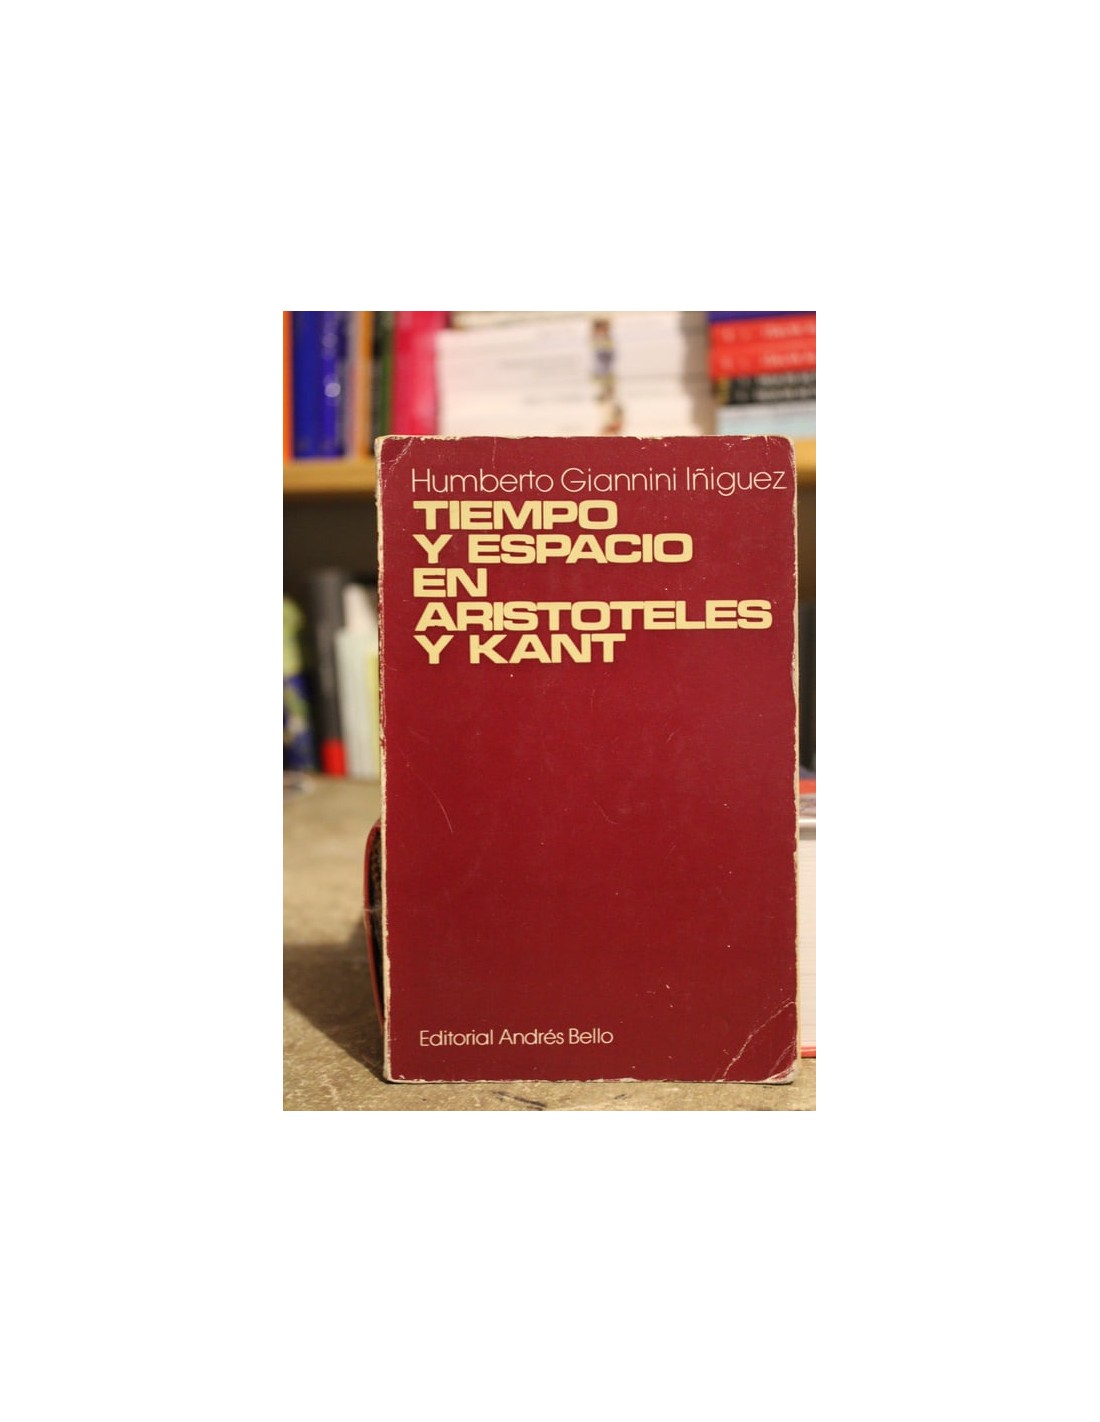 Humberto Giannini Iñiguez
TIEMPO
Y ESPACIO
EN
ARISTOTELES
Y KANT
Editorial Andrés Bello